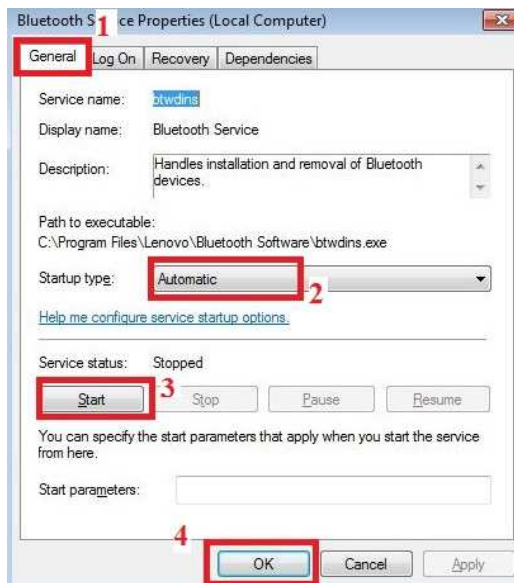 Bluetooth S ce Properties (Local Computer)
1
General Log On Recovery Dependencies
Service name: btwdins
Display name: Bluetooth Service
Description: Handles installation and removal of Bluetooth
devices.
Path to executable:
C:\Program Files\Lenovo\Bluetooth Software\btwdins.exe
Startup type: Automatic
2
Help me configure service startup options.
Service status: Stopped
Start 3 Stop Pause Resume
You can specify the start parameters that apply when you start the service
from here.
Start parameters:
4
OK Cancel Apply